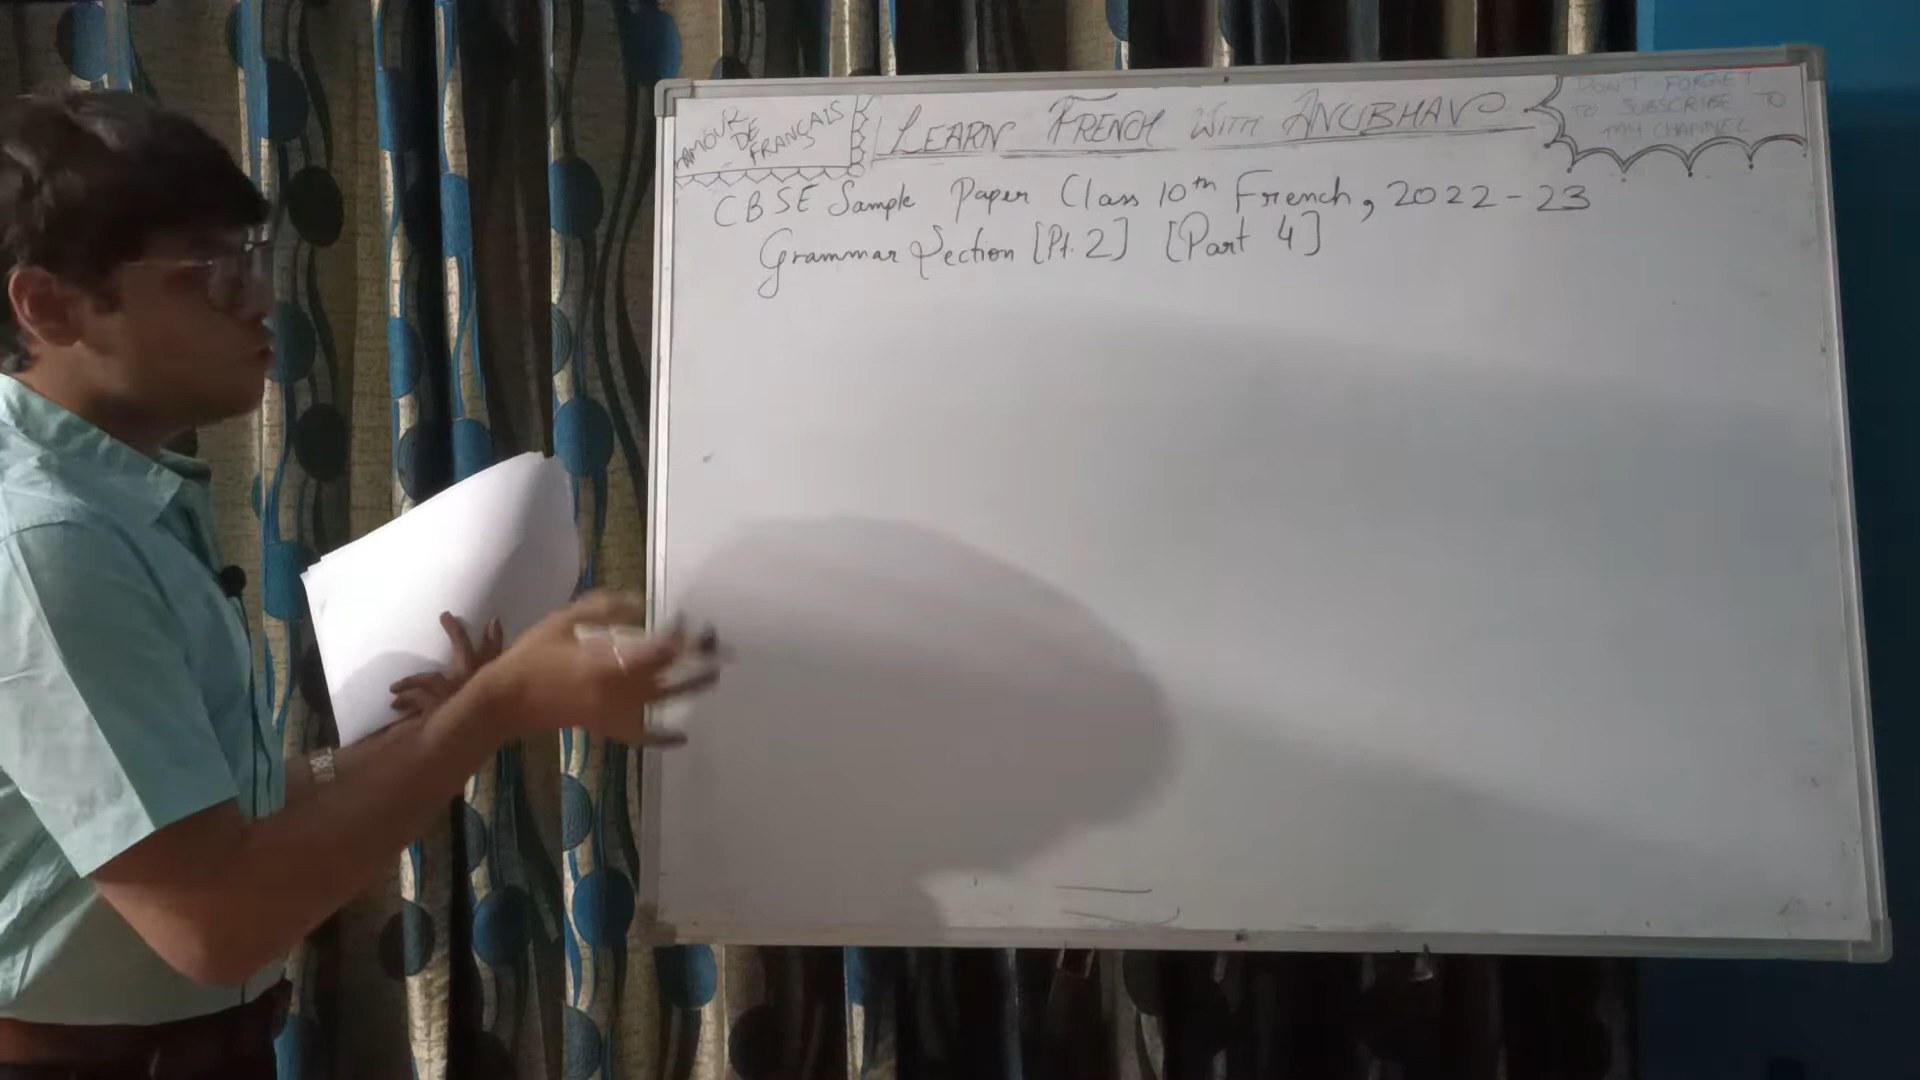 AMOUR
DE
FRANÇAIS
LEARN FRENCH WITH ANUBHAV
DON'T FORGET
TO SUBSCRIBE TO
MY CHANNEL
CBSE Sample Paper Class 10th French, 2022-23
Grammar Section [Pt. 2] [Part 4]